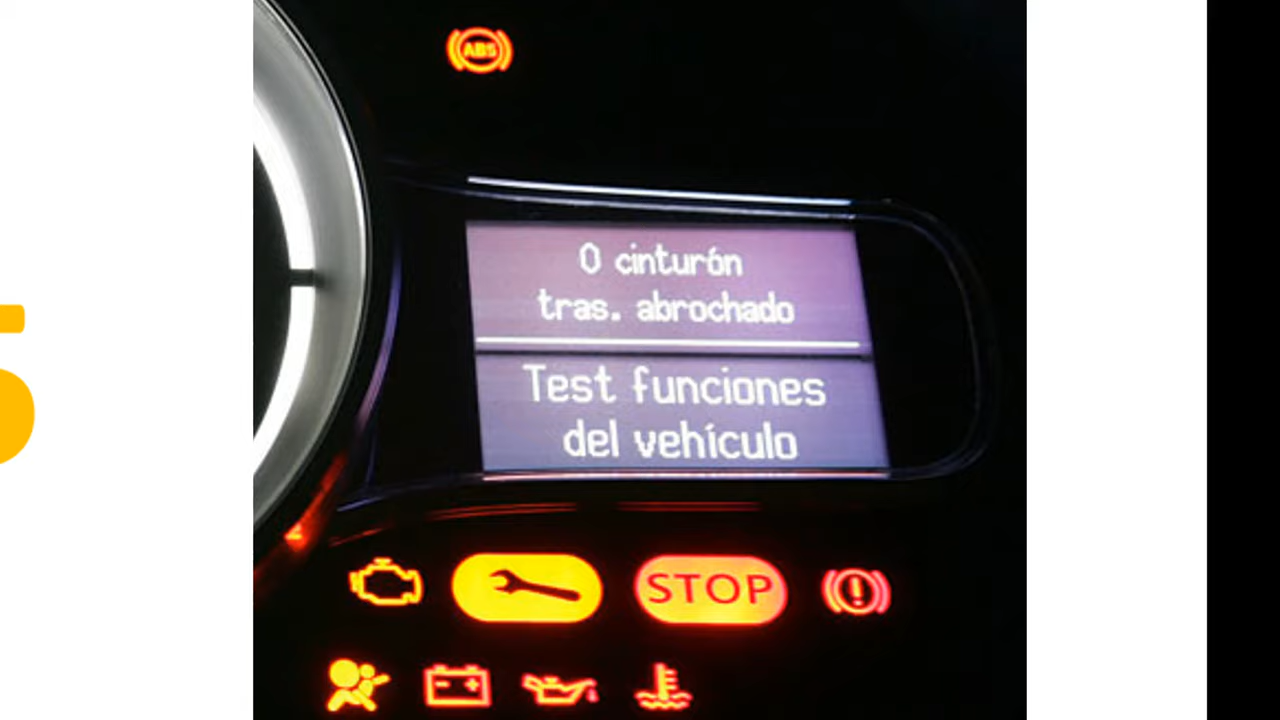 ABS
0 cinturón
tras. abrochado
Test funciones
del vehículo
STOP